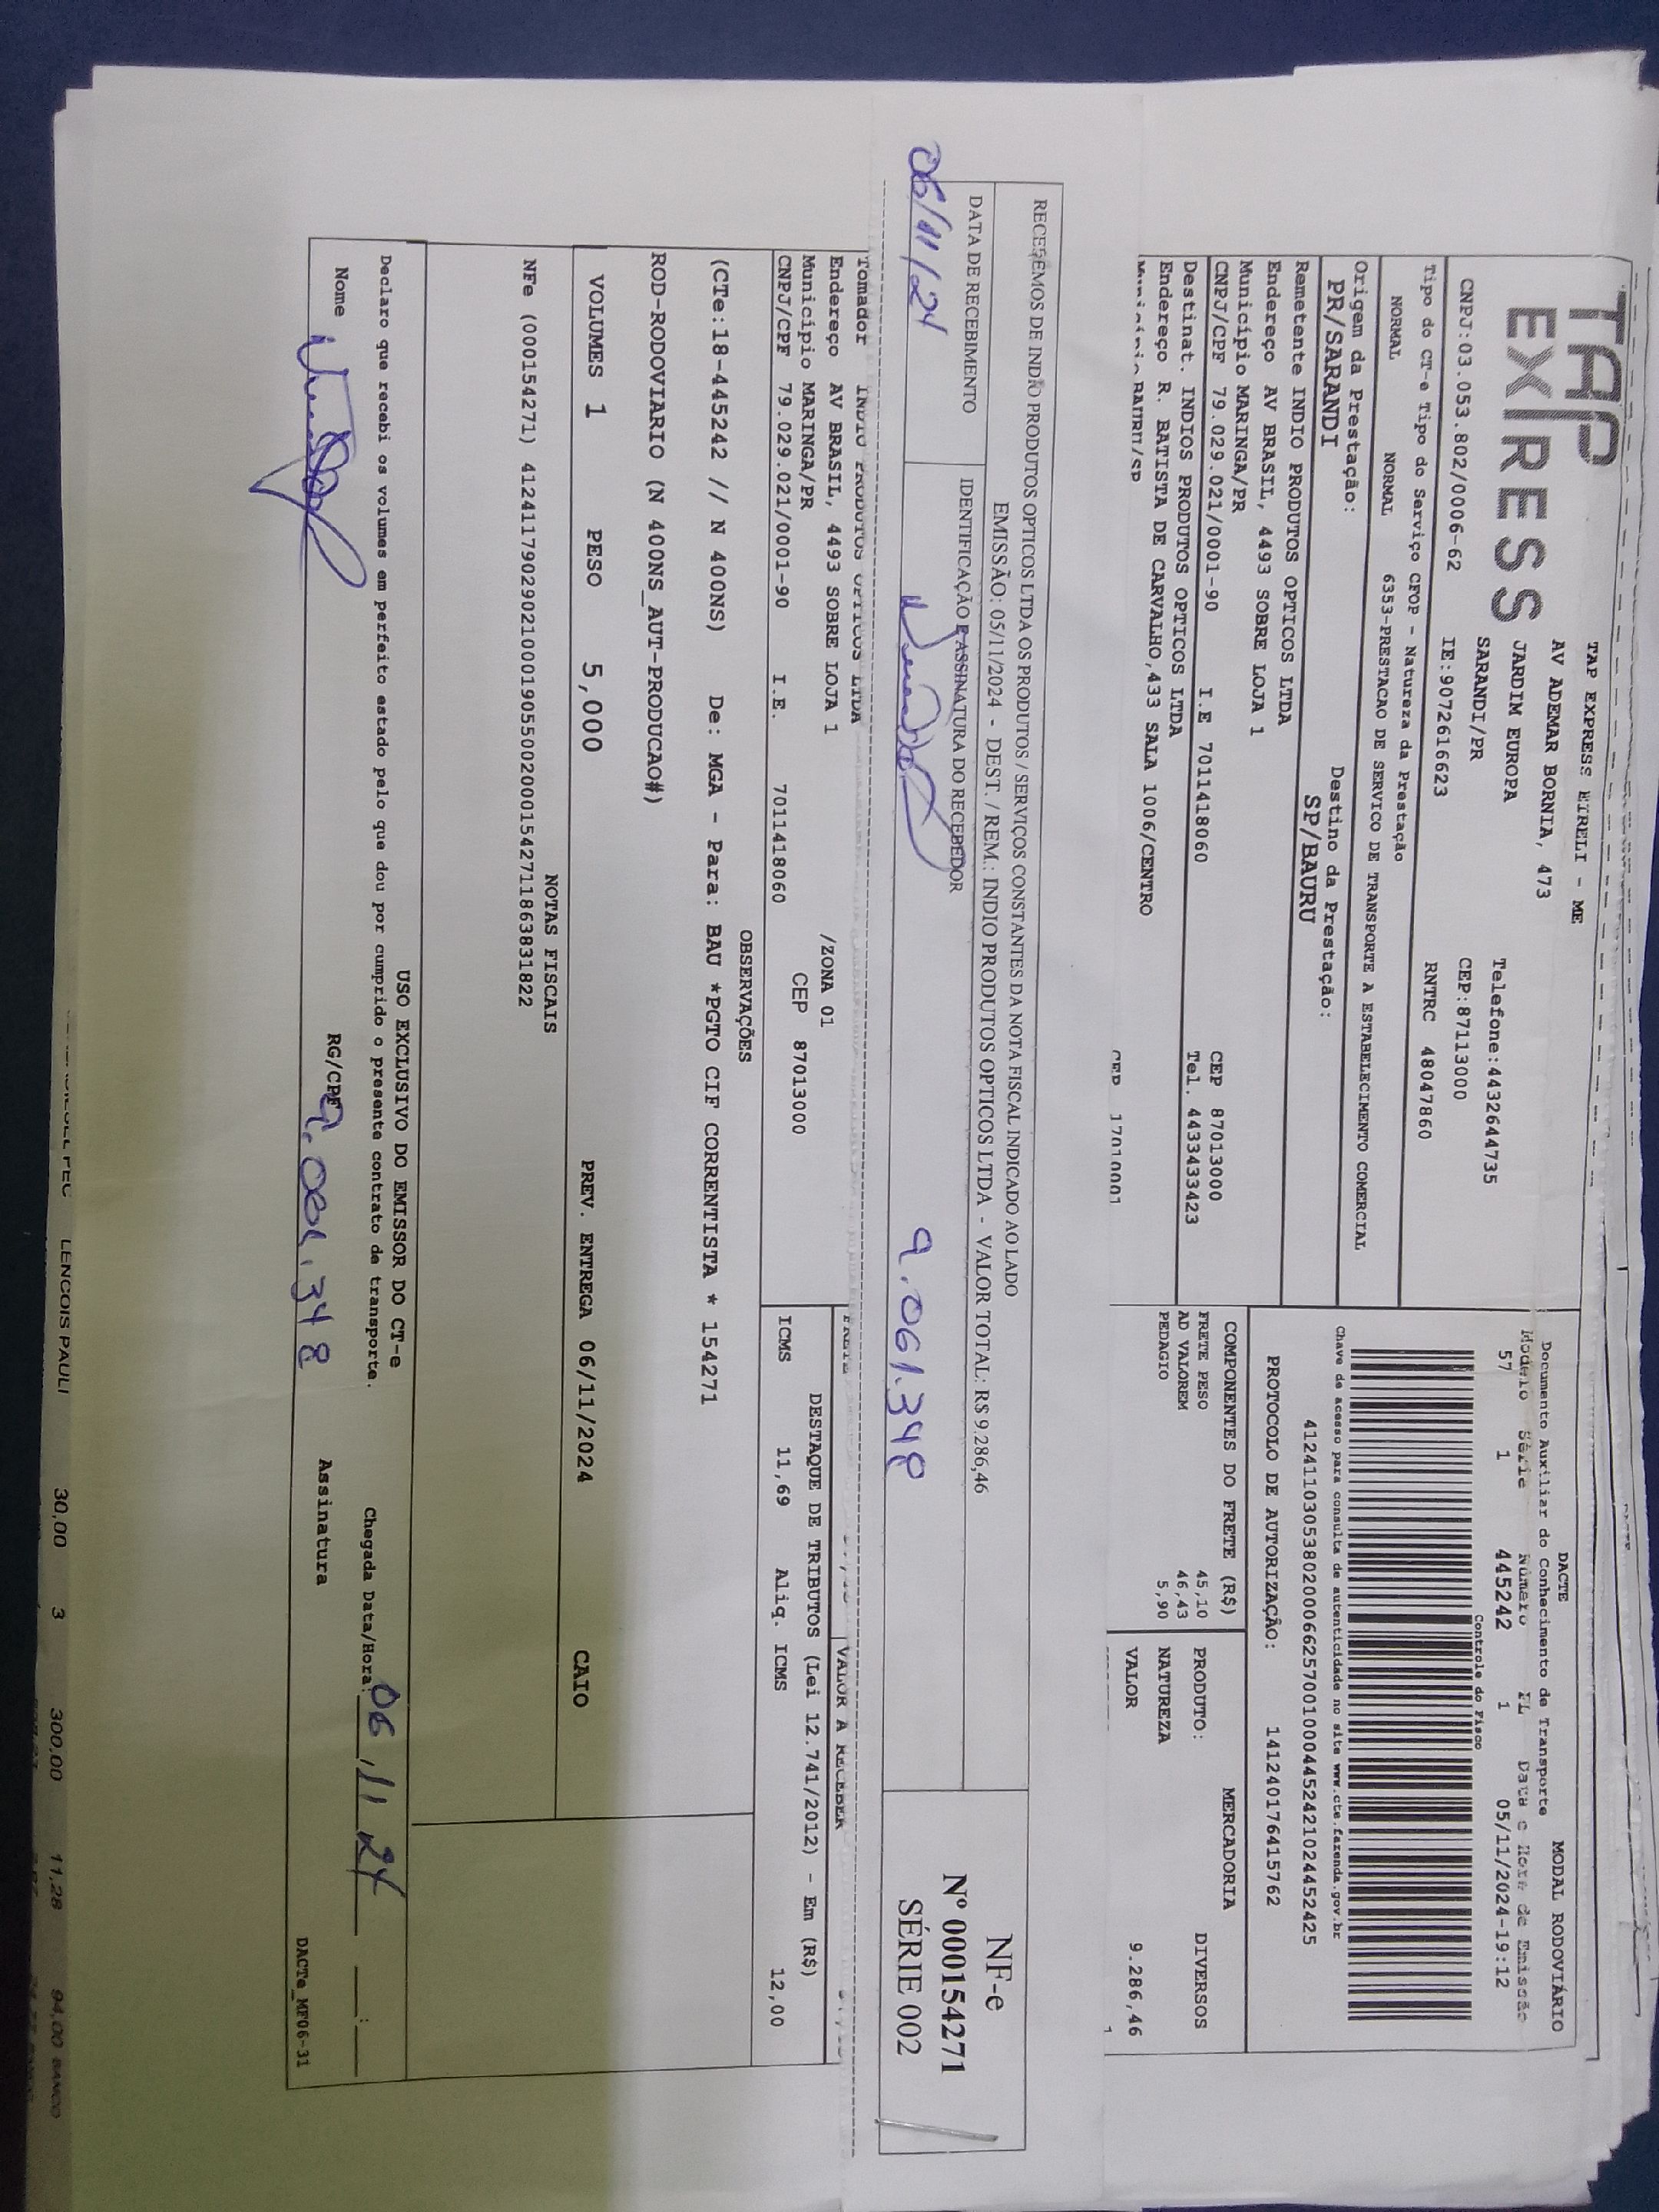 TAP
EXPRESS
TAP EXPRESS EIRELI - ME
AV ADEMAR BORNIA, 473
JARDIM EUROPA
SARANDI/PR
Telefone:4432644735
CEP:87113000
CNPJ:03.053.802/0006-62 IE:9072616623
RNTRC 48047860
DACTE MODAL RODOVIÁRIO
Documento Auxiliar do Conhecimento de Transporte
Modelo Série Número FL Data e Hora de Emissão
57 1 445242 1 05/11/2024-19:12
Controle do Fisco
Chave de acesso para consulta de autenticidade no site www.cte.fazenda.gov.br
41241103053802000662570010004452421024452425
PROTOCOLO DE AUTORIZAÇÃO: 141240176415762
Tipo do CT-e Tipo do Serviço CFOP - Natureza da Prestação
NORMAL NORMAL 6353-PRESTACAO DE SERVICO DE TRANSPORTE A ESTABELECIMENTO COMERCIAL
Origem da Prestação: Destino da Prestação:
PR/SARANDI SP/BAURU
Remetente INDIO PRODUTOS OPTICOS LTDA
Endereço AV BRASIL, 4493 SOBRE LOJA 1
Município MARINGA/PR CEP 87013000
CNPJ/CPF 79.029.021/0001-90 I.E 7011418060 Tel. 4433433423
Destinat. INDIOS PRODUTOS OPTICOS LTDA
Endereço R. BATISTA DE CARVALHO,433 SALA 1006/CENTRO
Município BAURU/SP CEP 17010001
COMPONENTES DO FRETE (R$)
FRETE PESO 45,10
AD VALOREM 46,43
PEDAGIO 5,90
MERCADORIA
PRODUTO: DIVERSOS
NATUREZA
VALOR 9.286,46
RECEBEMOS DE INDIO PRODUTOS OPTICOS LTDA OS PRODUTOS / SERVIÇOS CONSTANTES DA NOTA FISCAL INDICADO AO LADO
EMISSÃO: 05/11/2024 - DEST. / REM.: INDIO PRODUTOS OPTICOS LTDA - VALOR TOTAL: R$ 9.286,46
DATA DE RECEBIMENTO IDENTIFICAÇÃO E ASSINATURA DO RECEBEDOR
06/11/24 9.061.348
NF-e
Nº 000154271
SÉRIE 002
Tomador INDIO PRODUTOS OPTICOS LTDA
Endereço AV BRASIL, 4493 SOBRE LOJA 1 /ZONA 01
Município MARINGA/PR CEP 87013000
CNPJ/CPF 79.029.021/0001-90 I.E. 7011418060
VALOR A RECEBER
DESTAQUE DE TRIBUTOS (Lei 12.741/2012) - Em (R$)
ICMS 11,69 Aliq. ICMS 12,00
OBSERVAÇÕES
(CTe:18-445242 // N 400NS) De: MGA - Para: BAU *PGTO CIF CORRENTISTA * 154271
ROD-RODOVIARIO (N 400NS_AUT-PRODUCAO#)
VOLUMES 1 PESO 5,000 PREV. ENTREGA 06/11/2024 CAIO
NOTAS FISCAIS
NFe (000154271) 41241179029021000190550020001542711863831822
USO EXCLUSIVO DO EMISSOR DO CT-e
Declaro que recebi os volumes em perfeito estado pelo que dou por cumprido o presente contrato de transporte.
Chegada Data/Hora: 06 / 11 24
Nome RG/CPF 9.061.348 Assinatura
DACTe_MF06-31
LENCOIS PAULI 30,00 3 300,00 11,28 94,00